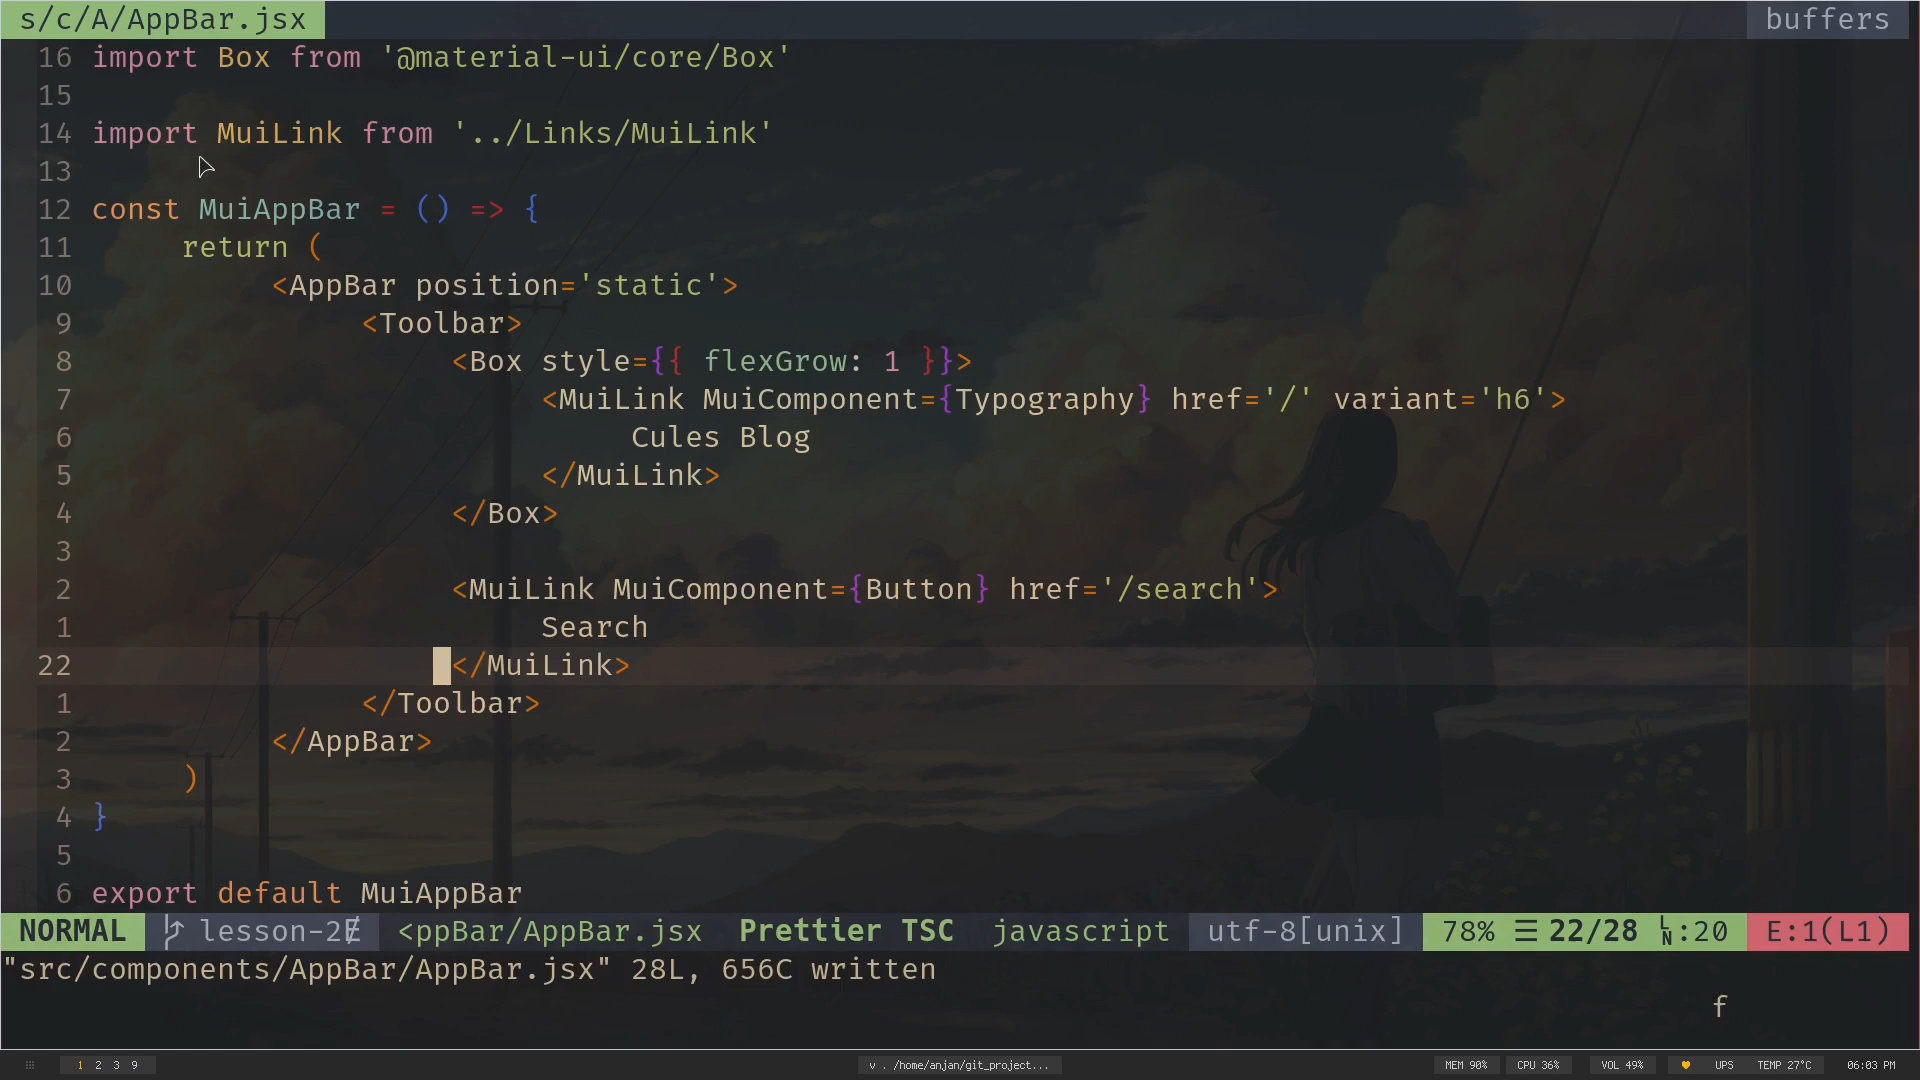 s/c/A/AppBar.jsx buffers
16 import Box from '@material-ui/core/Box'
15
14 import MuiLink from '../Links/MuiLink'
13
12 const MuiAppBar = () => {
11 return (
10 <AppBar position='static'>
9 <Toolbar>
8 <Box style={{ flexGrow: 1 }}>
7 <MuiLink MuiComponent={Typography} href='/' variant='h6'>
6 Cules Blog
5 </MuiLink>
4 </Box>
3
2 <MuiLink MuiComponent={Button} href='/search'>
1 Search
22 </MuiLink>
1 </Toolbar>
2 </AppBar>
3 )
4 }
5
6 export default MuiAppBar
NORMAL lesson-2Ɇ <ppBar/AppBar.jsx Prettier TSC javascript utf-8[unix] 78% ☰ 22/28 LN:20 E:1(L1)
"src/components/AppBar/AppBar.jsx" 28L, 656C written
f
1 2 3 9 v . /home/anjan/git_project... MEM 90% CPU 36% VOL 49% UPS TEMP 27°C 06:03 PM